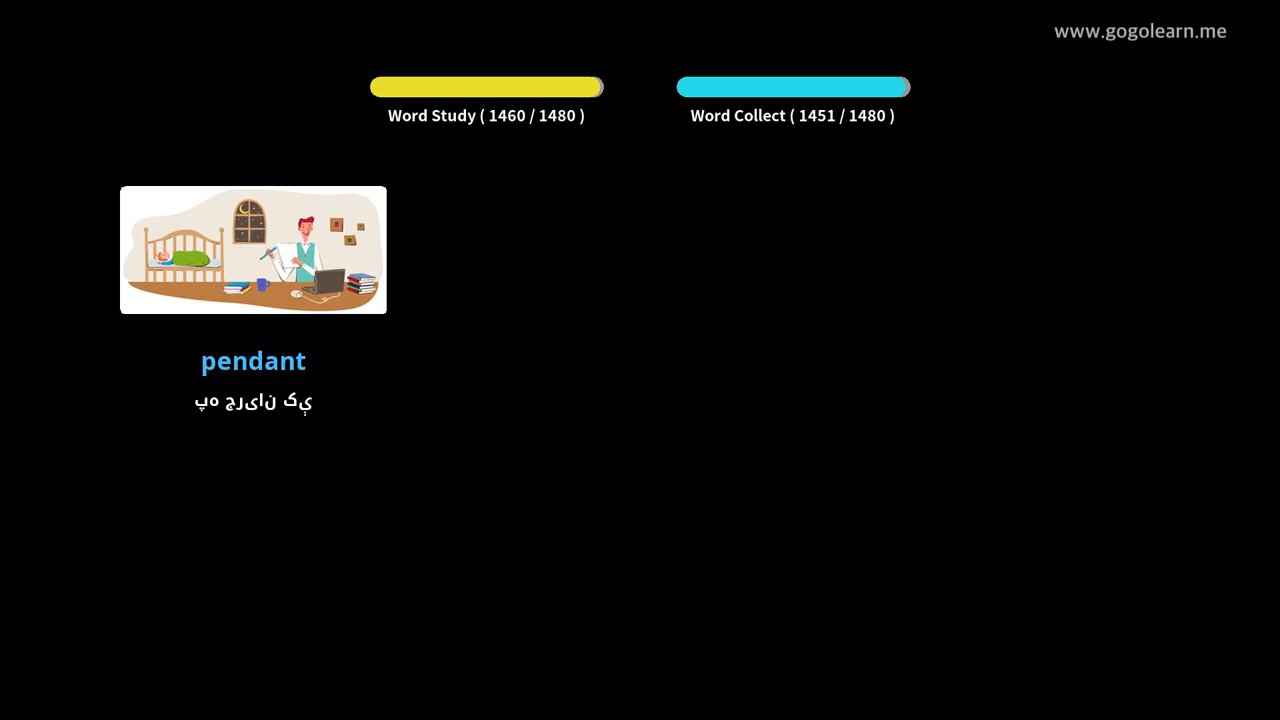 www.gogolearn.me
Word Study ( 1460 / 1480 )
Word Collect ( 1451 / 1480 )
pendant
په جریان کې